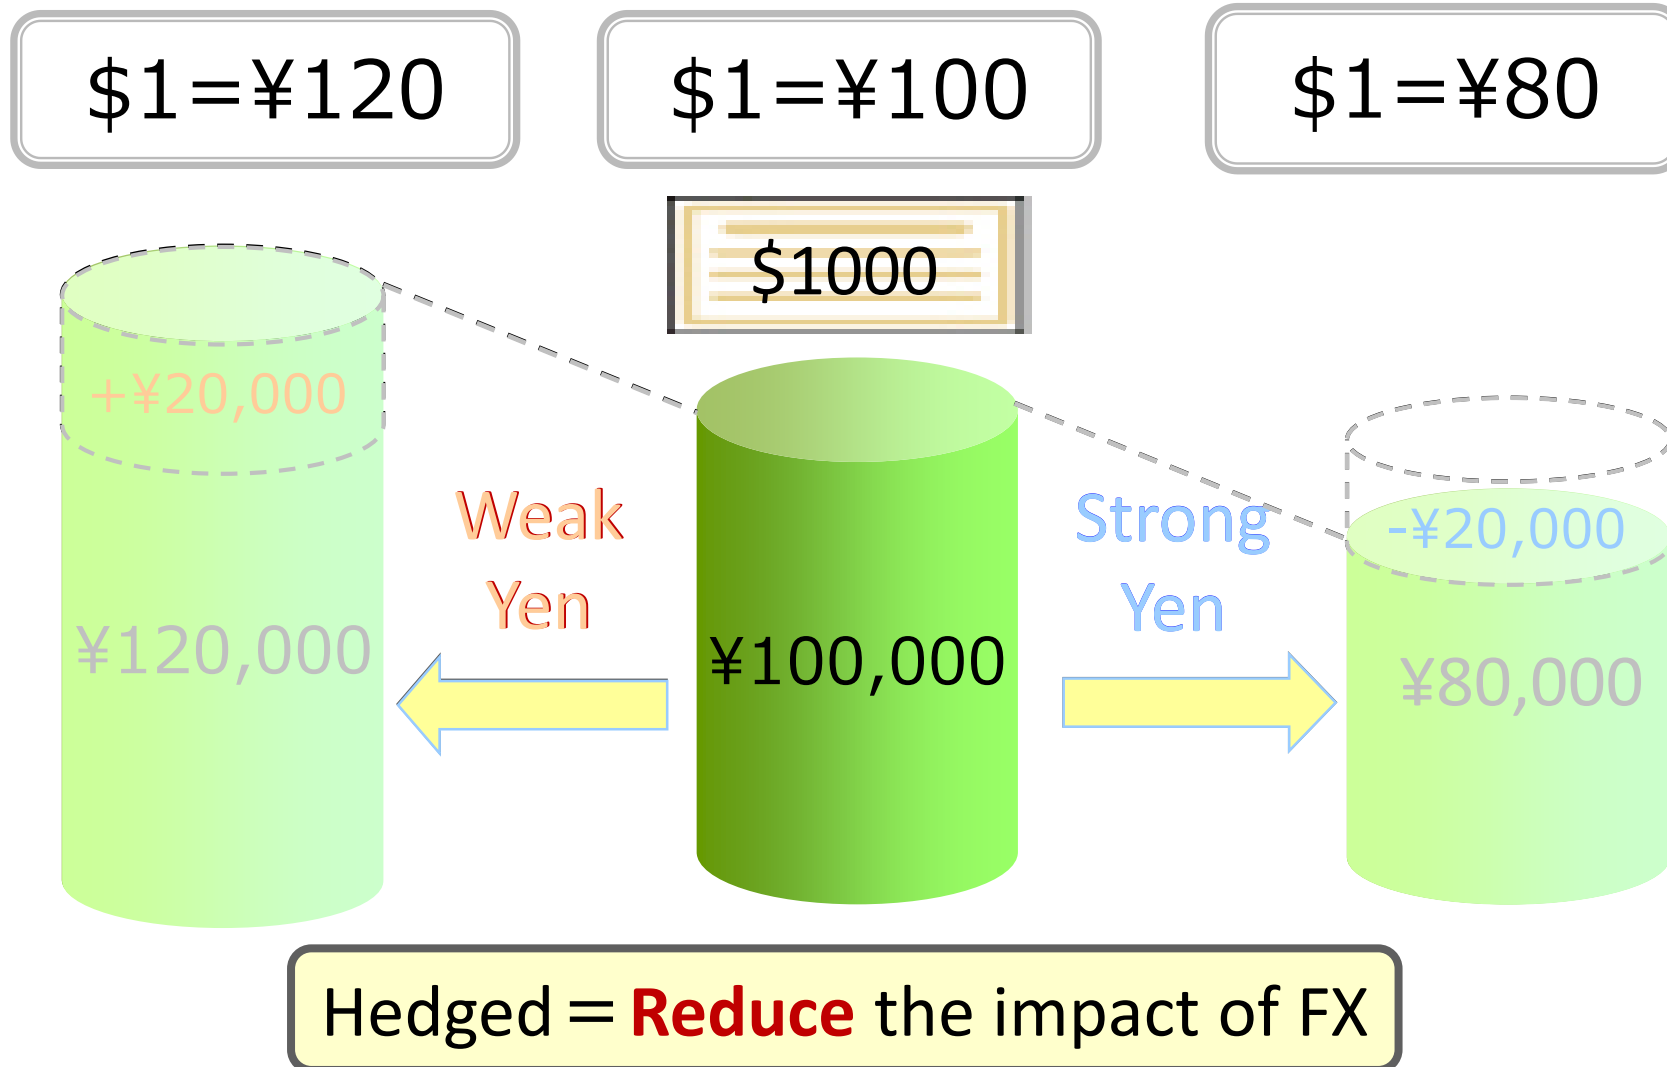 $1=¥120
$1=¥100
$1=¥80
$1000
+¥20,000
Weak
Yen
Strong
Yen
-¥20,000
¥120,000
¥100,000
¥80,000
Hedged = Reduce the impact of FX